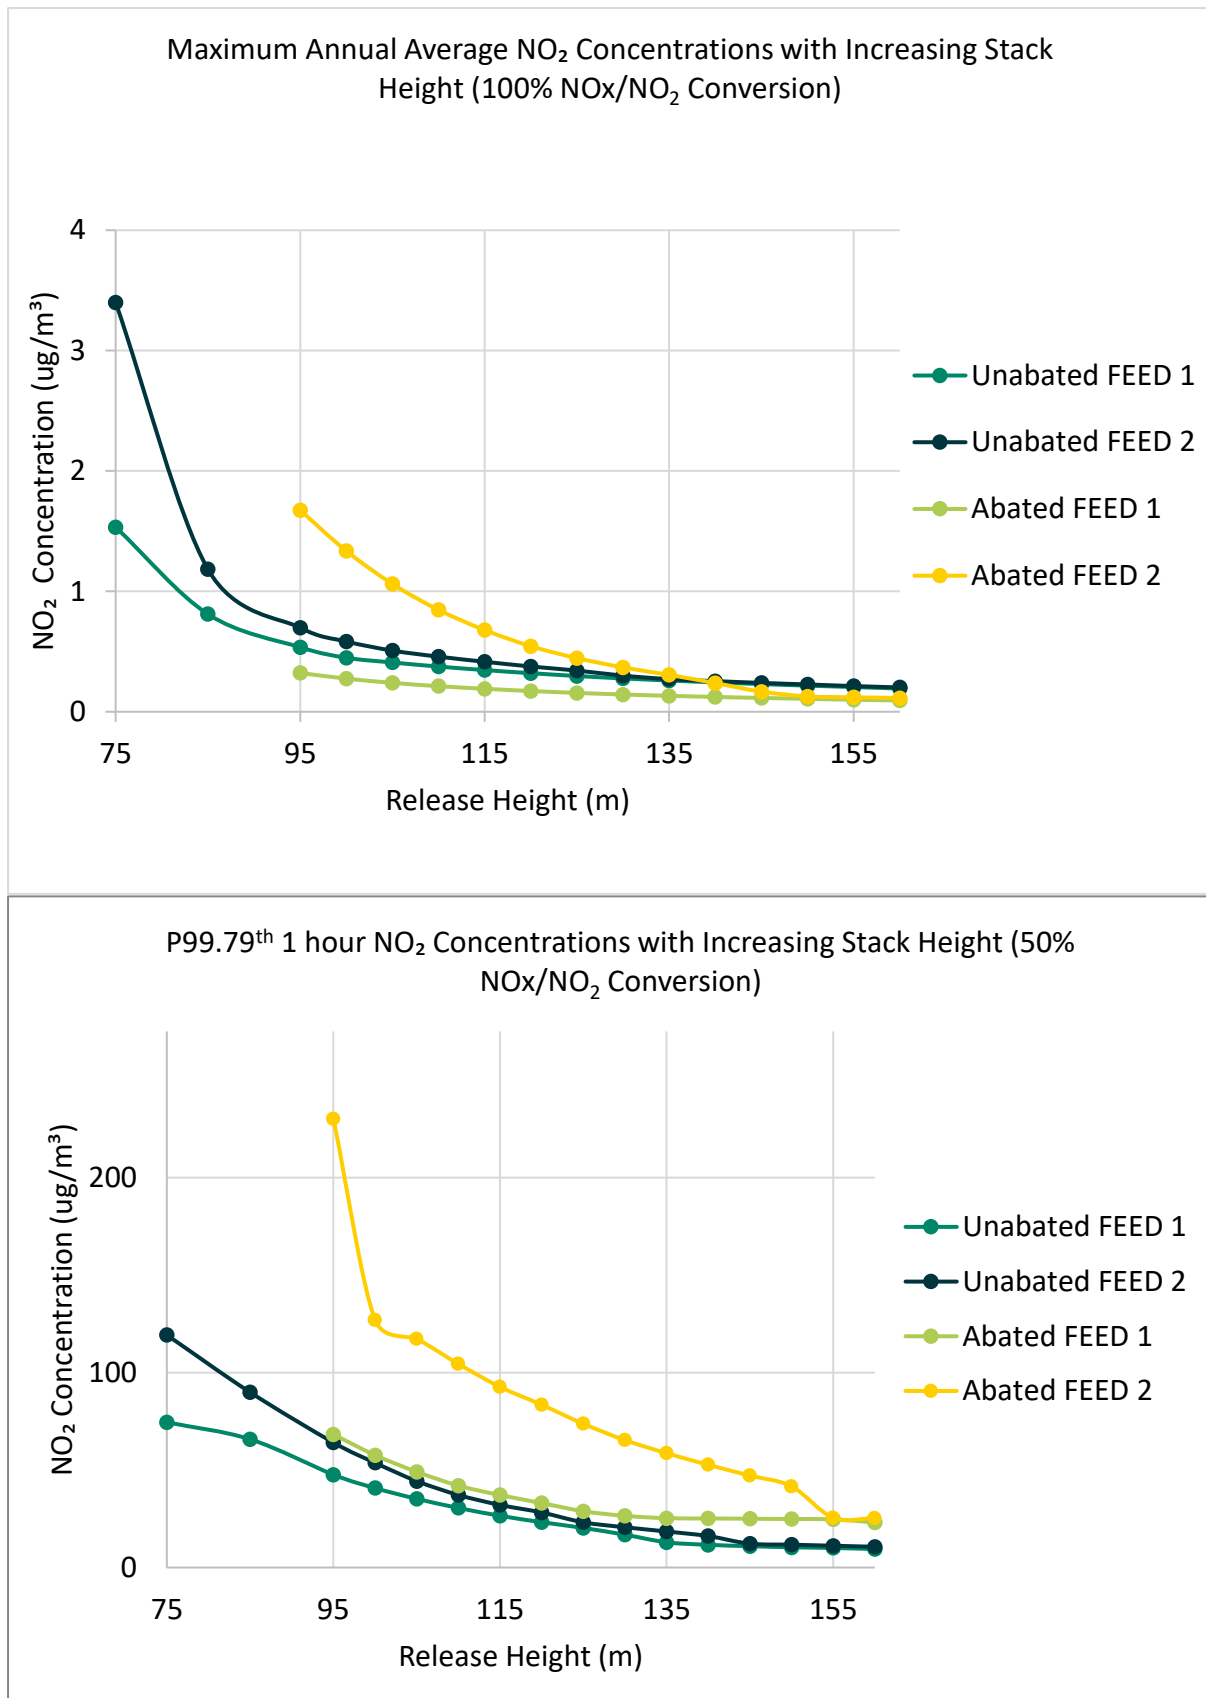 Maximum Annual Average NO₂ Concentrations with Increasing Stack
Height (100% NOx/NO₂ Conversion)
4
3
2
1
0
NO₂ Concentration (ug/m³)
75 95 115 135 155
Release Height (m)
Unabated FEED 1
Unabated FEED 2
Abated FEED 1
Abated FEED 2
P99.79ᵗʰ 1 hour NO₂ Concentrations with Increasing Stack Height (50%
NOx/NO₂ Conversion)
200
100
0
NO₂ Concentration (ug/m³)
75 95 115 135 155
Release Height (m)
Unabated FEED 1
Unabated FEED 2
Abated FEED 1
Abated FEED 2